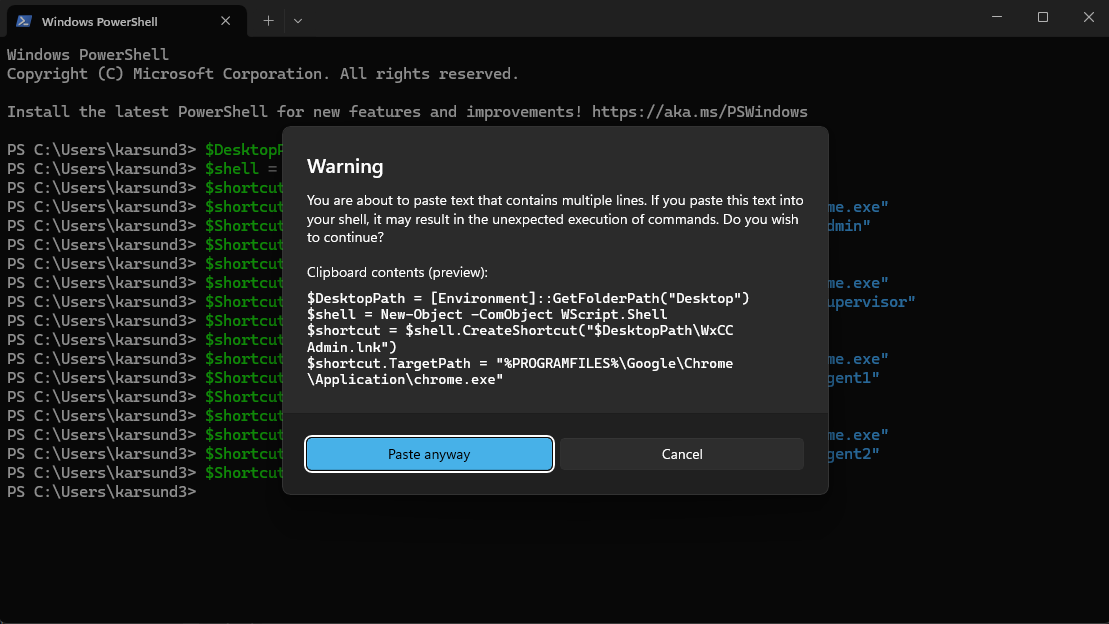 Windows PowerShell
Windows PowerShell
Copyright (C) Microsoft Corporation. All rights reserved.
Install the latest PowerShell for new features and improvements! https://aka.ms/PSWindows
PS C:\Users\karsund3> $DesktopP
PS C:\Users\karsund3> $shell =
PS C:\Users\karsund3> $shortcut
PS C:\Users\karsund3> $shortcut me.exe"
PS C:\Users\karsund3> $Shortcut dmin"
PS C:\Users\karsund3> $Shortcut
PS C:\Users\karsund3> $shortcut
PS C:\Users\karsund3> $shortcut me.exe"
PS C:\Users\karsund3> $Shortcut upervisor"
PS C:\Users\karsund3> $Shortcut
PS C:\Users\karsund3> $shortcut
PS C:\Users\karsund3> $shortcut me.exe"
PS C:\Users\karsund3> $Shortcut gent1"
PS C:\Users\karsund3> $Shortcut
PS C:\Users\karsund3> $shortcut
PS C:\Users\karsund3> $shortcut me.exe"
PS C:\Users\karsund3> $Shortcut gent2"
PS C:\Users\karsund3> $Shortcut
PS C:\Users\karsund3>
Warning
You are about to paste text that contains multiple lines. If you paste this text into
your shell, it may result in the unexpected execution of commands. Do you wish
to continue?
Clipboard contents (preview):
$DesktopPath = [Environment]::GetFolderPath("Desktop")
$shell = New-Object -ComObject WScript.Shell
$shortcut = $shell.CreateShortcut("$DesktopPath\WxCC
Admin.lnk")
$shortcut.TargetPath = "%PROGRAMFILES%\Google\Chrome
\Application\chrome.exe"
Paste anyway
Cancel